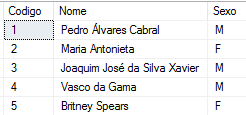 Codigo Nome Sexo
1 Pedro Álvares Cabral M
2 Maria Antonieta F
3 Joaquim José da Silva Xavier M
4 Vasco da Gama M
5 Britney Spears F